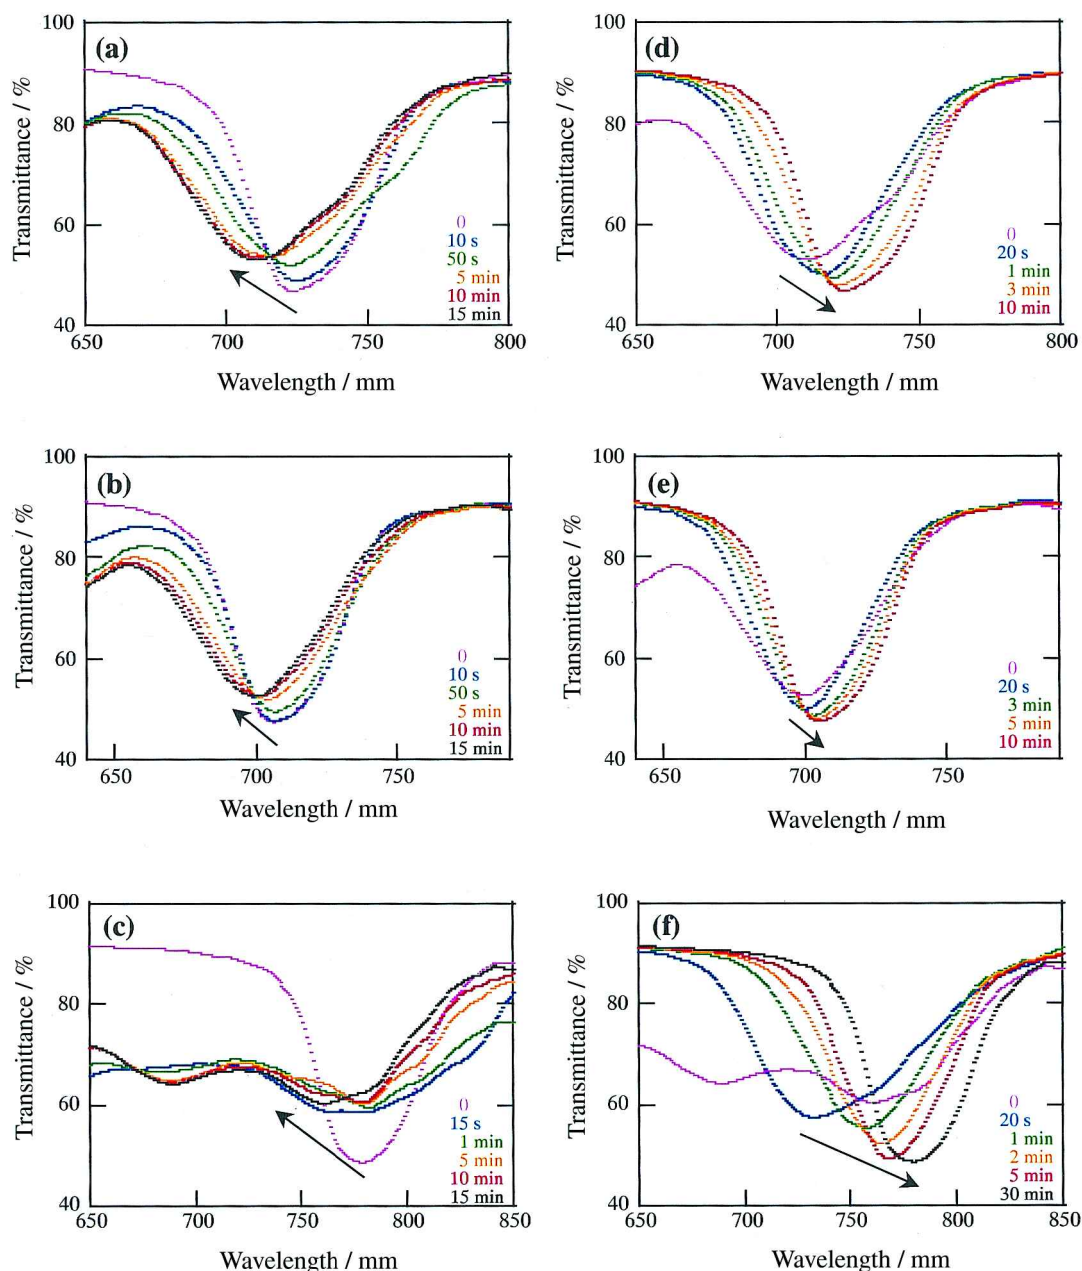 (a)
Transmittance / %
100
80
60
40
0
10 s
50 s
5 min
10 min
15 min
650 700 750 800
Wavelength / mm
(d)
Transmittance / %
100
80
60
40
0
20 s
1 min
3 min
10 min
650 700 750 800
Wavelength / mm
(b)
Transmittance / %
100
80
60
40
0
10 s
50 s
5 min
10 min
15 min
650 700 750
Wavelength / mm
(e)
Transmittance / %
100
80
60
40
0
20 s
3 min
5 min
10 min
650 700 750
Wavelength / mm
(c)
Transmittance / %
100
80
60
40
0
15 s
1 min
5 min
10 min
15 min
650 700 750 800 850
Wavelength / mm
(f)
Transmittance / %
100
80
60
40
0
20 s
1 min
2 min
5 min
30 min
650 700 750 800 850
Wavelength / mm